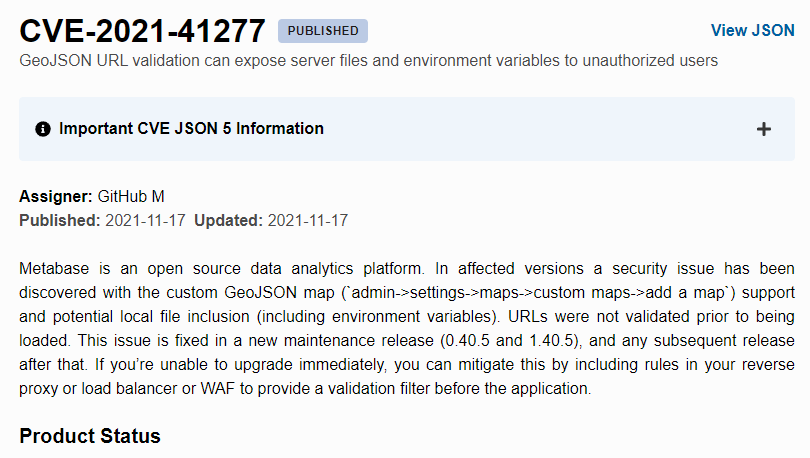 CVE-2021-41277 PUBLISHED View JSON
GeoJSON URL validation can expose server files and environment variables to unauthorized users
Important CVE JSON 5 Information
Assigner: GitHub M
Published: 2021-11-17 Updated: 2021-11-17
Metabase is an open source data analytics platform. In affected versions a security issue has been
discovered with the custom GeoJSON map (`admin->settings->maps->custom maps->add a map`) support
and potential local file inclusion (including environment variables). URLs were not validated prior to being
loaded. This issue is fixed in a new maintenance release (0.40.5 and 1.40.5), and any subsequent release
after that. If you’re unable to upgrade immediately, you can mitigate this by including rules in your reverse
proxy or load balancer or WAF to provide a validation filter before the application.
Product Status